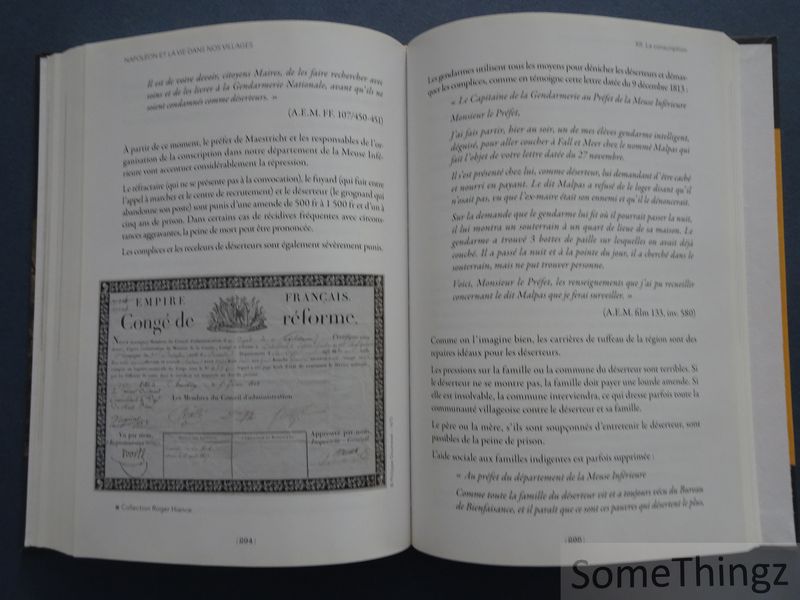 NAPOLÉON ET LA VIE DANS NOS VILLAGES
Il est de votre devoir, citoyens Maires, de les faire rechercher avec
soins et de les livrer à la Gendarmerie Nationale, avant qu'ils ne
soient condamnés comme déserteurs. »
(A.E.M. FF. 107/450-451)
À partir de ce moment, le préfet de Maestricht et les responsables de l'or-
ganisation de la conscription dans notre département de la Meuse Infé-
rieure vont accentuer considérablement la répression.
Le réfractaire (qui ne se présente pas à la convocation), le fuyard (qui fuit entre
l'appel à marcher et le centre de recrutement) et le déserteur (le grognard qui
abandonne son poste) sont punis d'une amende de 500 fr à 1 500 fr et d'un à
cinq ans de prison. Dans certains cas de récidives fréquentes avec circons-
tances aggravantes, la peine de mort peut être prononcée.
Les complices et les receleurs de déserteurs sont également sévèrement punis.
EMPIRE FRANÇAIS.
Congé de réforme.
Les Membres du Conseil d'administration
Vu par nous,
Approuvé par nous,
Collection Roger Hiance.
894
XII. La conscription
Les gendarmes utilisent tous les moyens pour dénicher les déserteurs et démas-
quer les complices, comme en témoigne cette lettre datée du 9 décembre 1813 :
« Le Capitaine de la Gendarmerie au Préfet de la Meuse Inférieure
Monsieur le Préfet,
J'ai fais partir, hier au soir, un de mes élèves gendarme intelligent,
déguisé, pour aller coucher à Fall et Meer chez le nommé Malpas qui
fait l'objet de votre lettre datée du 27 novembre.
Il s'est présenté chez lui, comme déserteur, lui demandant d'être caché
et nourri en payant. Le dit Malpas a refusé de le loger disant qu'il
n'osait pas, vu que l'ex-maire était son ennemi et qu'il le dénoncerait.
Sur la demande que le gendarme lui fit où il pourrait passer la nuit,
il lui montra un souterrain à un quart de lieue de sa maison. Le
gendarme a trouvé 3 bottes de paille sur lesquelles on avait déjà
couché. Il a passé la nuit et à la pointe du jour, il a cherché dans le
souterrain, mais ne put trouver personne.
Voici, Monsieur le Préfet, les renseignements que j'ai pu recueillir
concernant le dit Malpas que je ferai surveiller. »
(A.E.M. film 133, inv. 580)
Comme on l'imagine bien, les carrières de tuffeau de la région sont des
repaires idéaux pour les déserteurs.
Les pressions sur la famille ou la commune du déserteur sont terribles. Si
le déserteur ne se montre pas, la famille doit payer une lourde amende. Si
elle est insolvable, la commune interviendra, ce qui dresse parfois toute la
communauté villageoise contre le déserteur et sa famille.
Le père ou la mère, s'ils sont soupçonnés d'entretenir le déserteur, sont
passibles de la peine de prison.
L'aide sociale aux familles indigentes est parfois supprimée :
« Au préfet du département de la Meuse Inférieure
Comme toute la famille du déserteur vit et a toujours vécu du Bureau
de Bienfaisance, et il paraît que ce sont ces pauvres qui désertent le plus,
895
SomeThingz